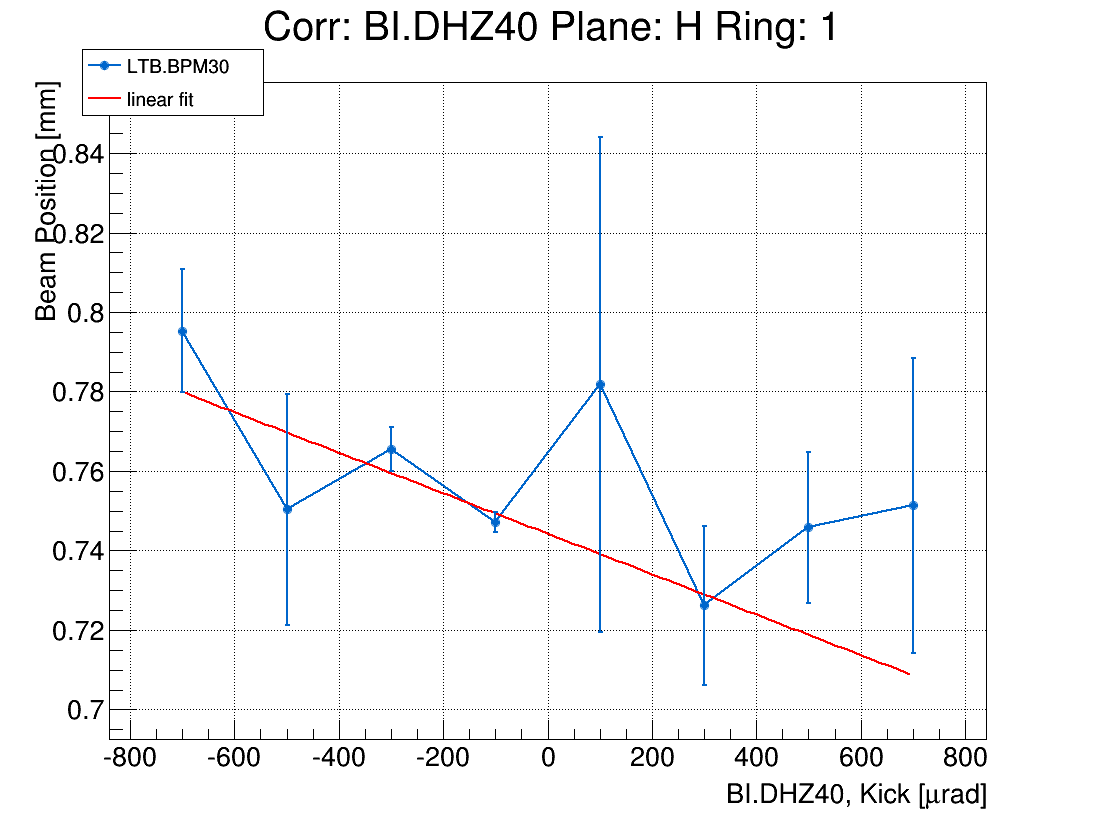 Corr: BI.DHZ40 Plane: H Ring: 1
LTB.BPM30
linear fit
Beam Position [mm]
0.84
0.82
0.8
0.78
0.76
0.74
0.72
0.7
-800 -600 -400 -200 0 200 400 600 800
BI.DHZ40, Kick [μrad]